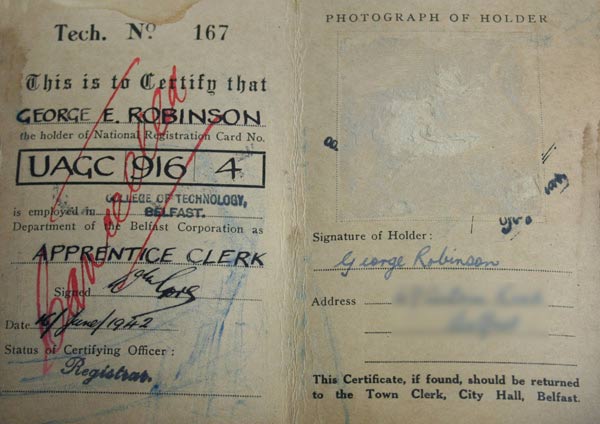 Tech. No 167
This is to Certify that
GEORGE E. ROBINSON
the holder of National Registration Card No.
UAGC 916 4
COLLEGE OF TECHNOLOGY,
is employed in BELFAST.
Department of the Belfast Corporation as
APPRENTICE CLERK
Signed
Date 16/June/1942
Status of Certifying Officer :
Registrar.
Cancelled
PHOTOGRAPH OF HOLDER
Signature of Holder :
George Robinson
Address
This Certificate, if found, should be returned
to the Town Clerk, City Hall, Belfast.